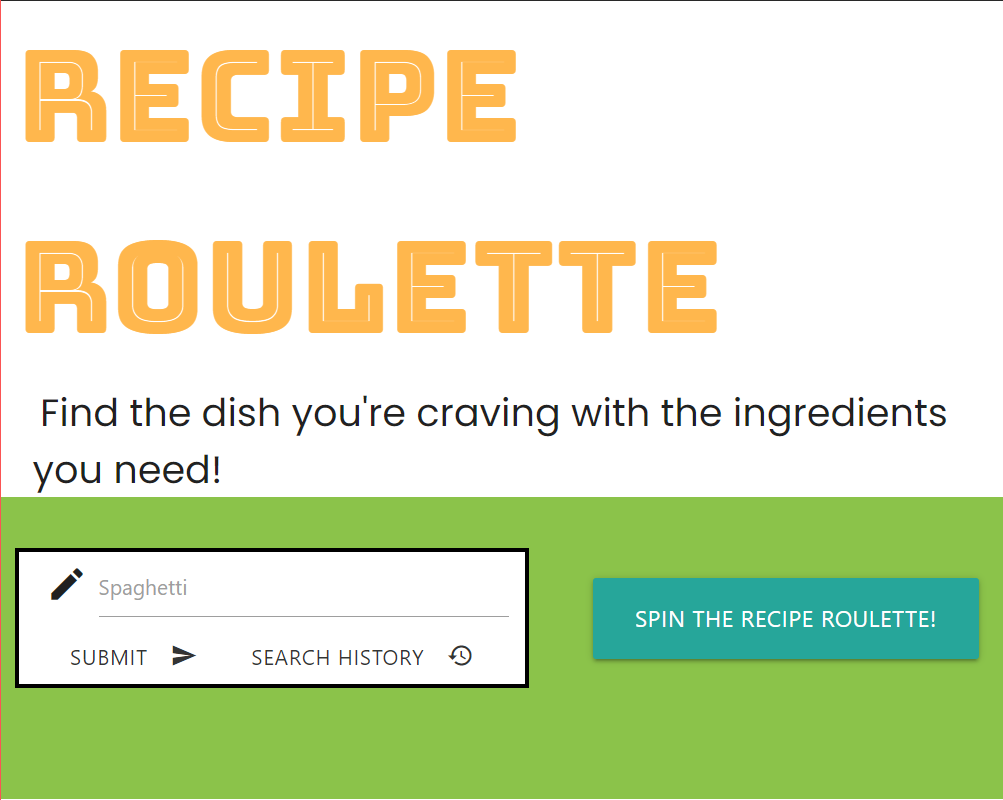 RECIPE
ROULETTE
Find the dish you're craving with the ingredients
you need!
Spaghetti
SUBMIT SEARCH HISTORY
SPIN THE RECIPE ROULETTE!